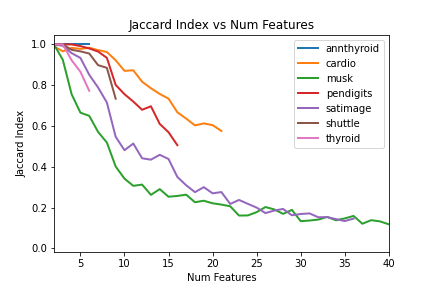 Jaccard Index vs Num Features
1.0
0.8
0.6
0.4
0.2
0.0
Jaccard Index
annthyroid
cardio
musk
pendigits
satimage
shuttle
thyroid
5 10 15 20 25 30 35 40
Num Features